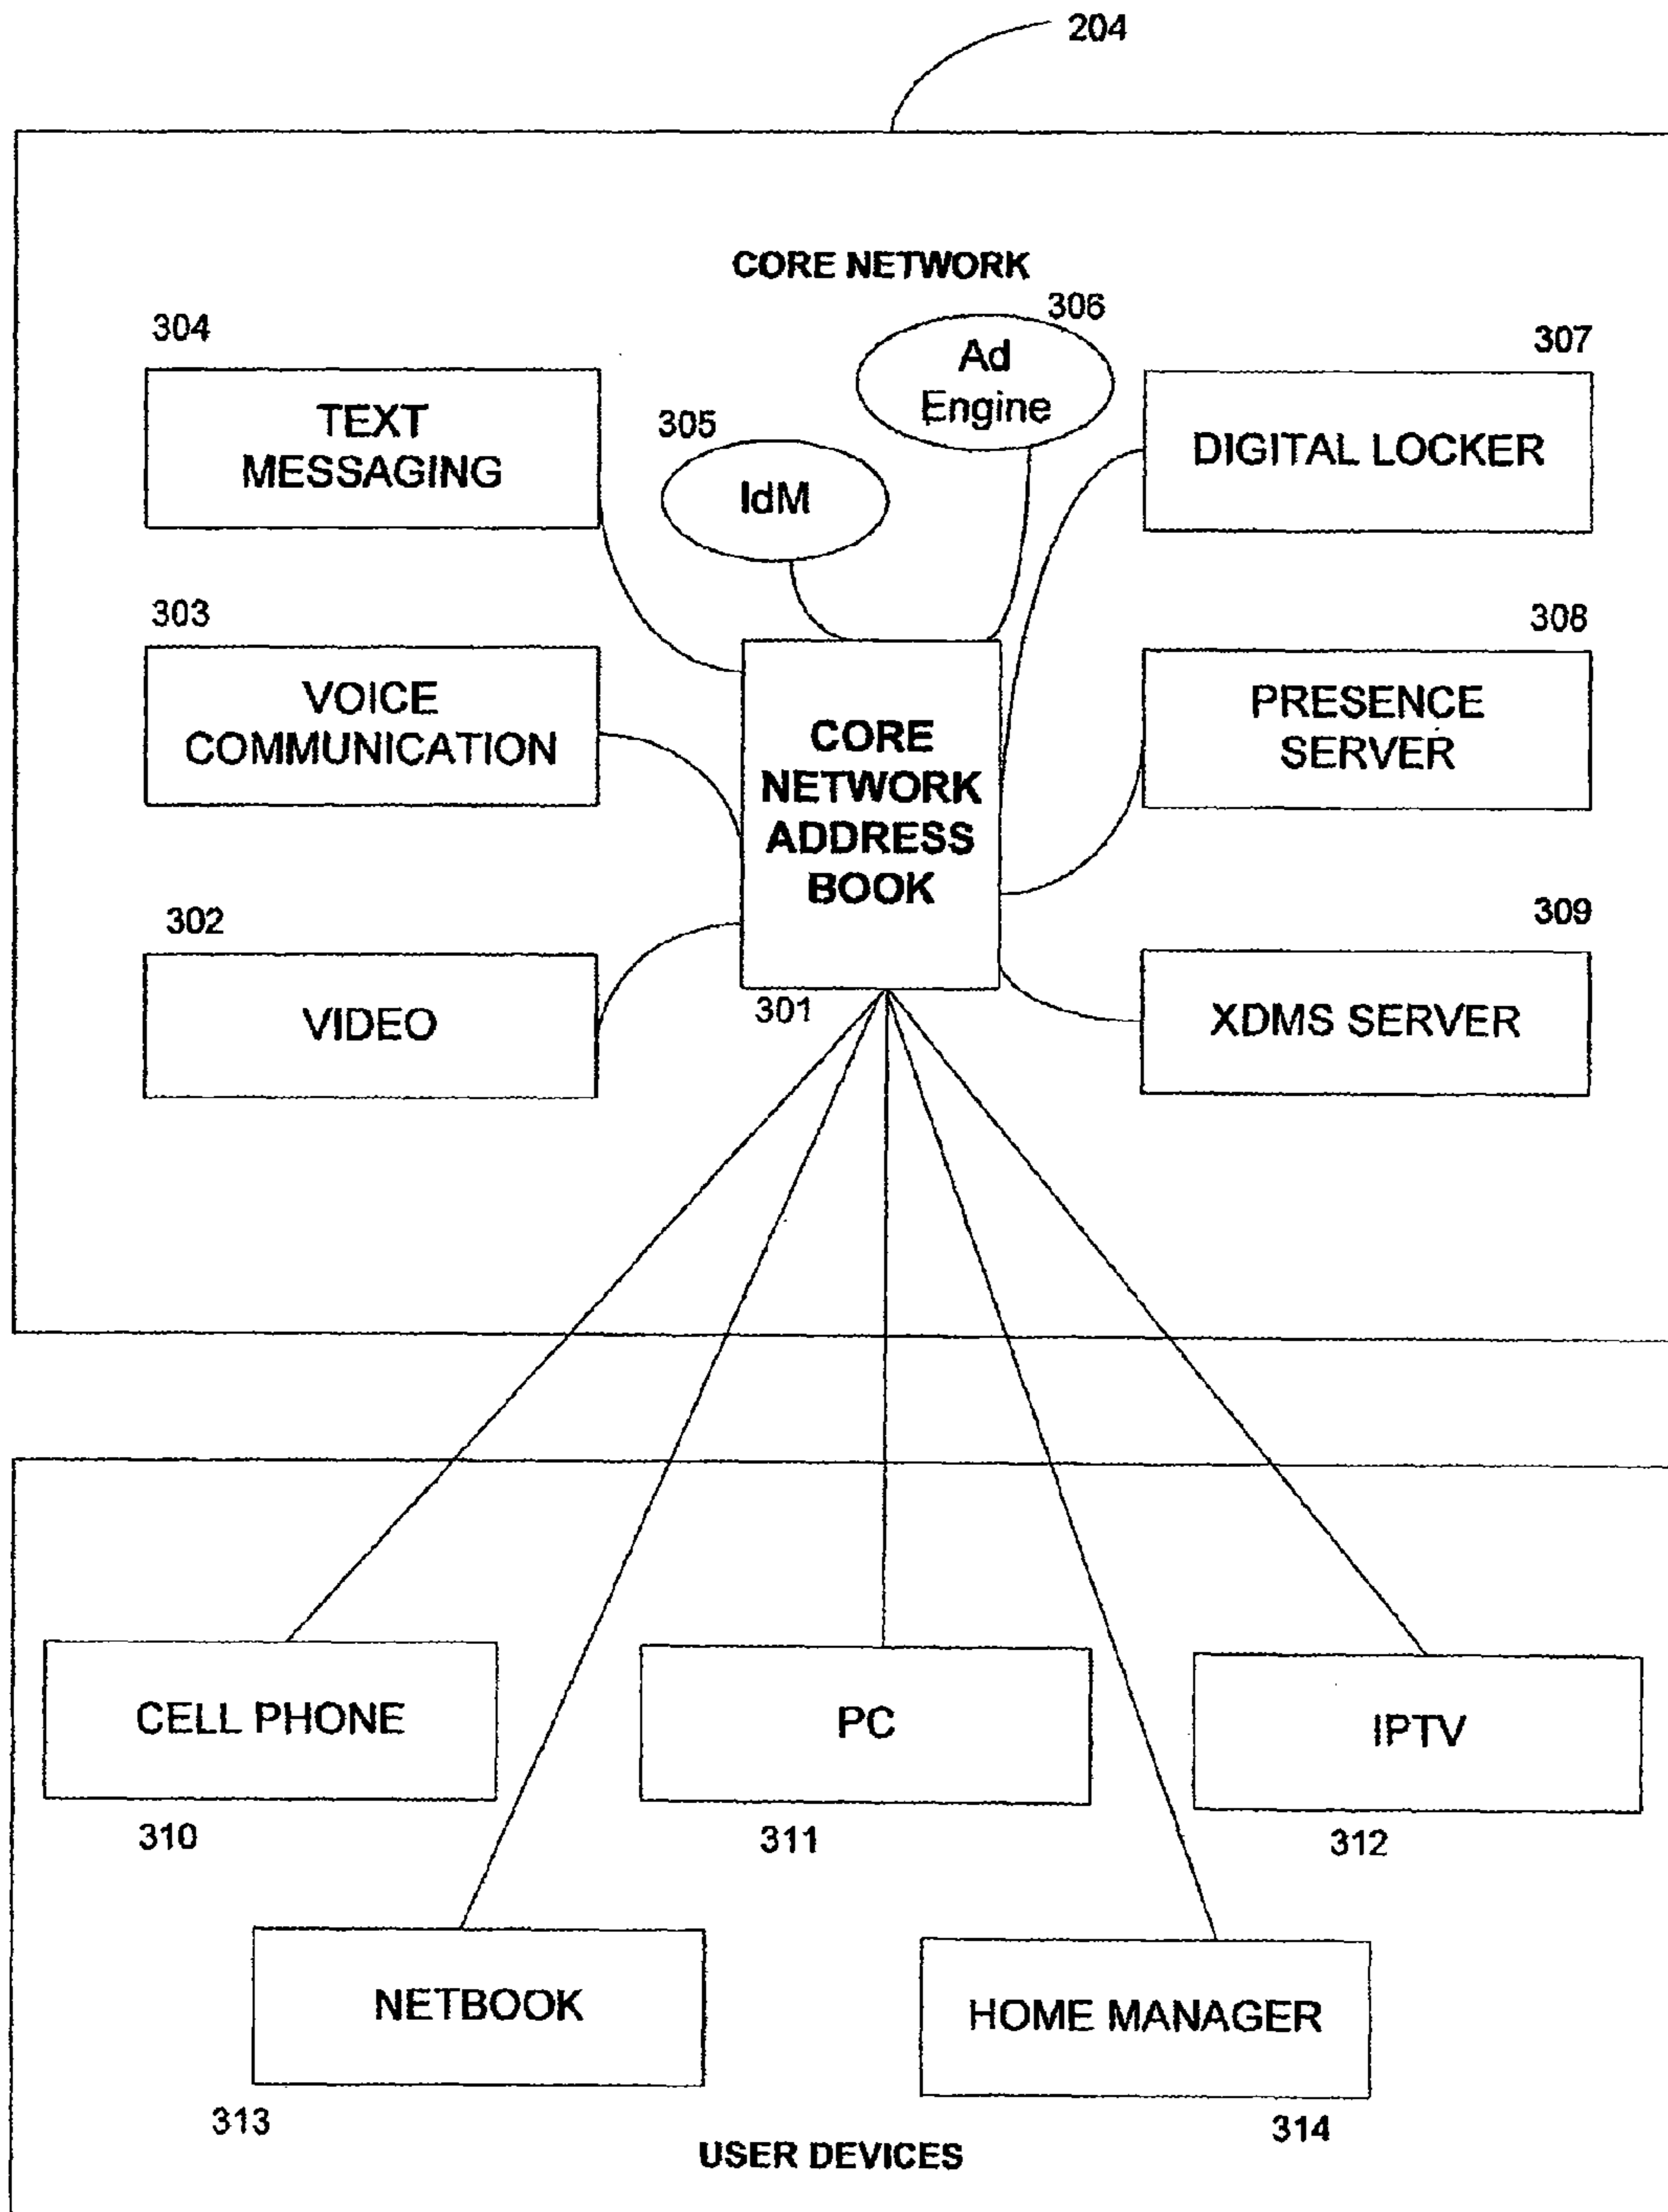 204
CORE NETWORK
304
TEXT
MESSAGING
305
IdM
306
Ad
Engine
307
DIGITAL LOCKER
303
VOICE
COMMUNICATION
CORE
NETWORK
ADDRESS
BOOK
301
308
PRESENCE
SERVER
302
VIDEO
309
XDMS SERVER
CELL PHONE
310
PC
311
IPTV
312
NETBOOK
313
HOME MANAGER
314
USER DEVICES